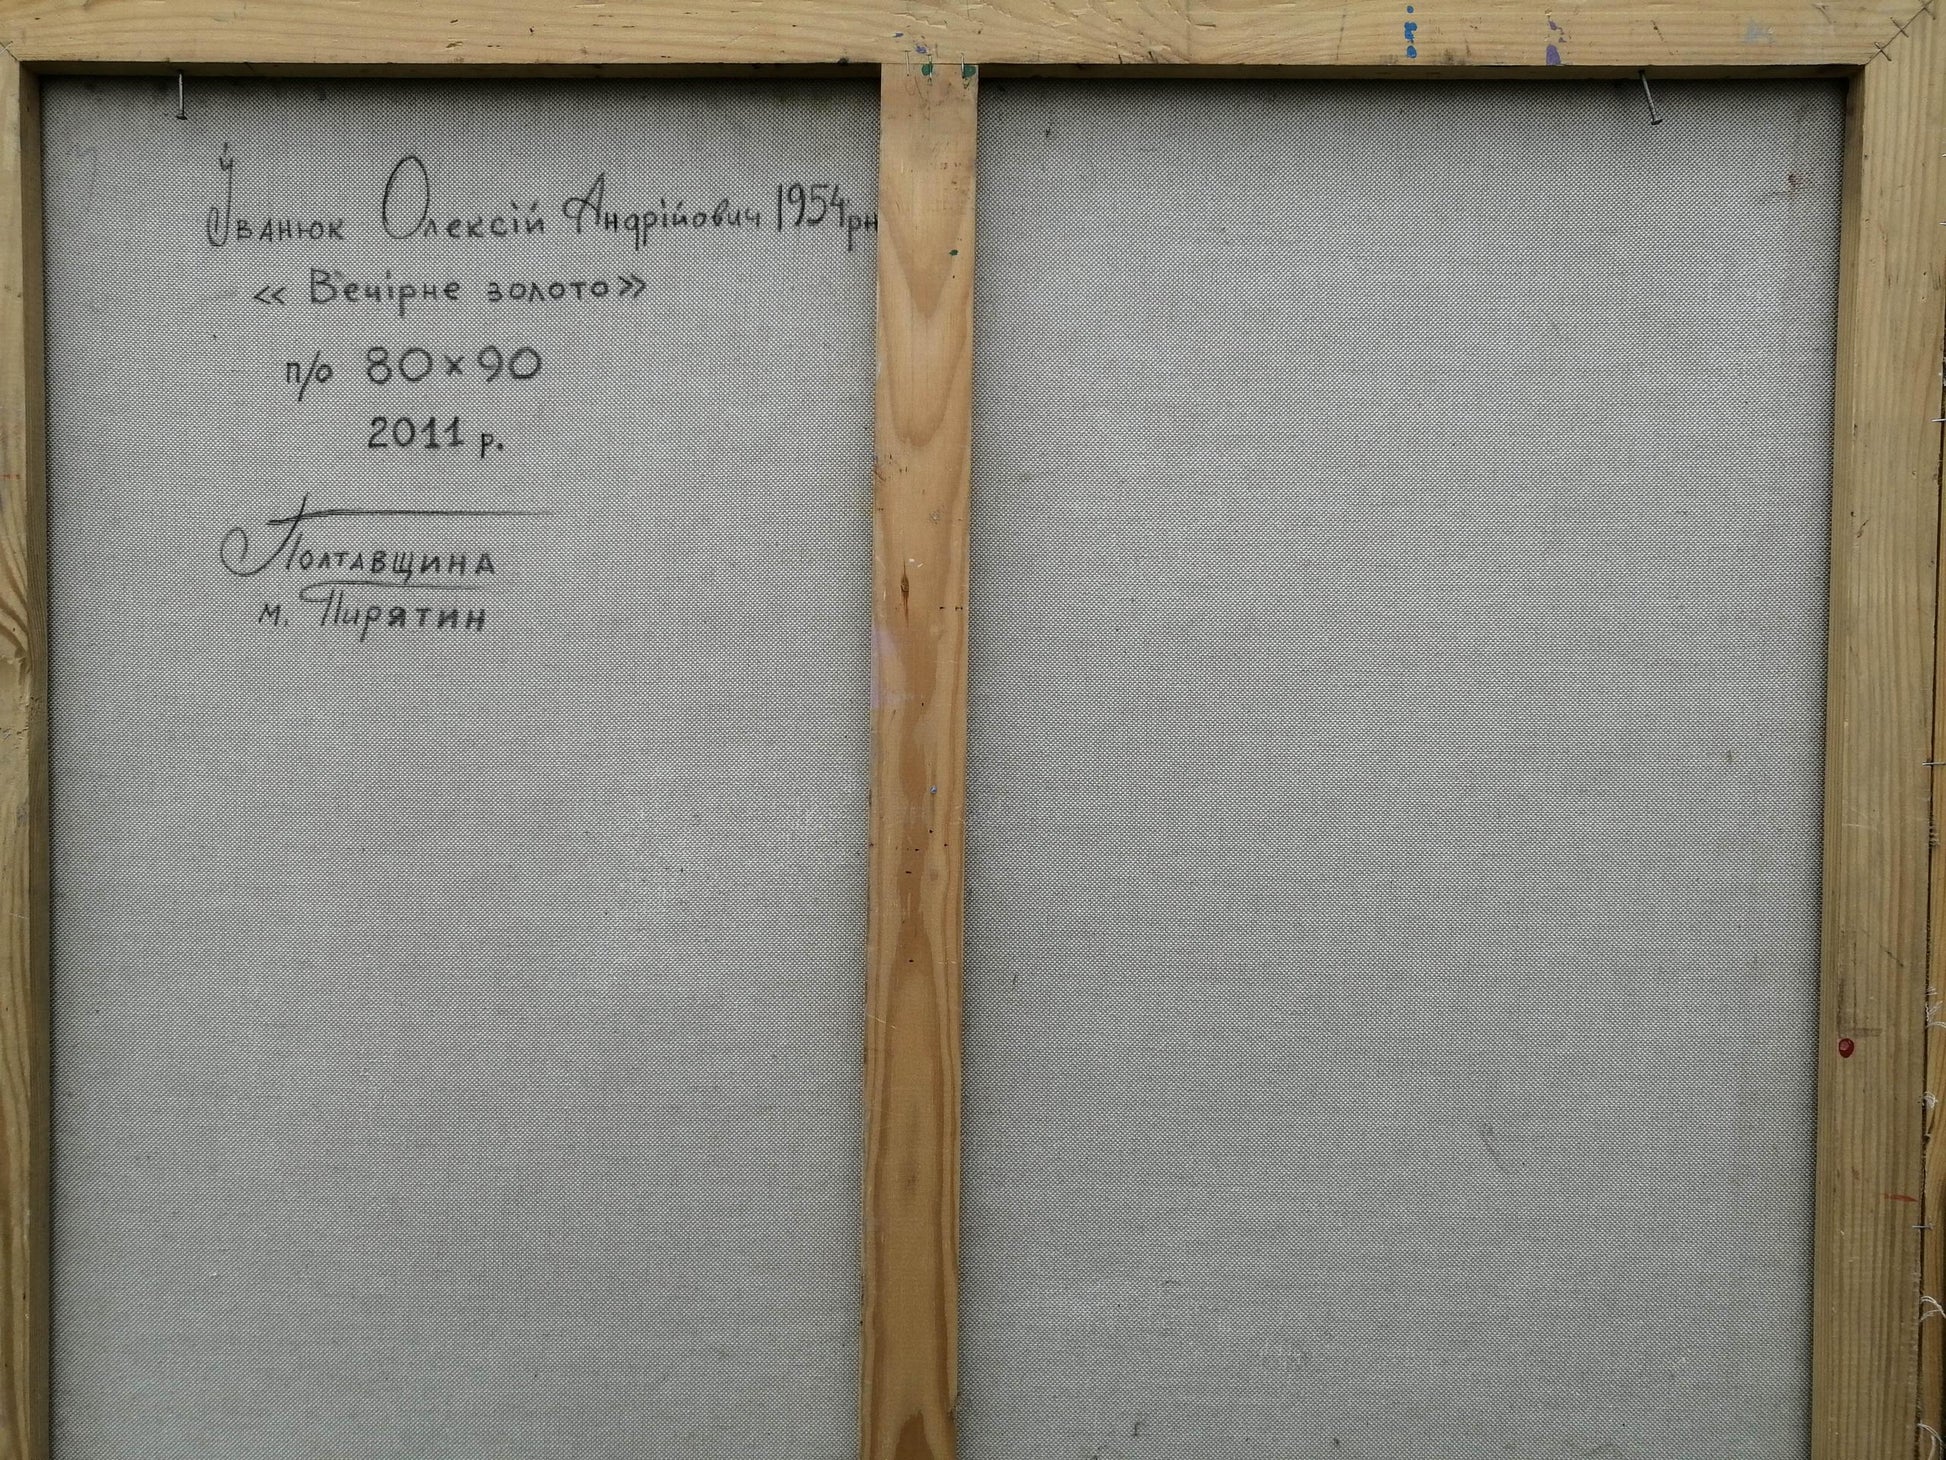 Іванюк Олексій Андрійович 1954рн
« Вечірне золото»
п/о 80×90
2011 р.
Полтавщина
м. Пирятин